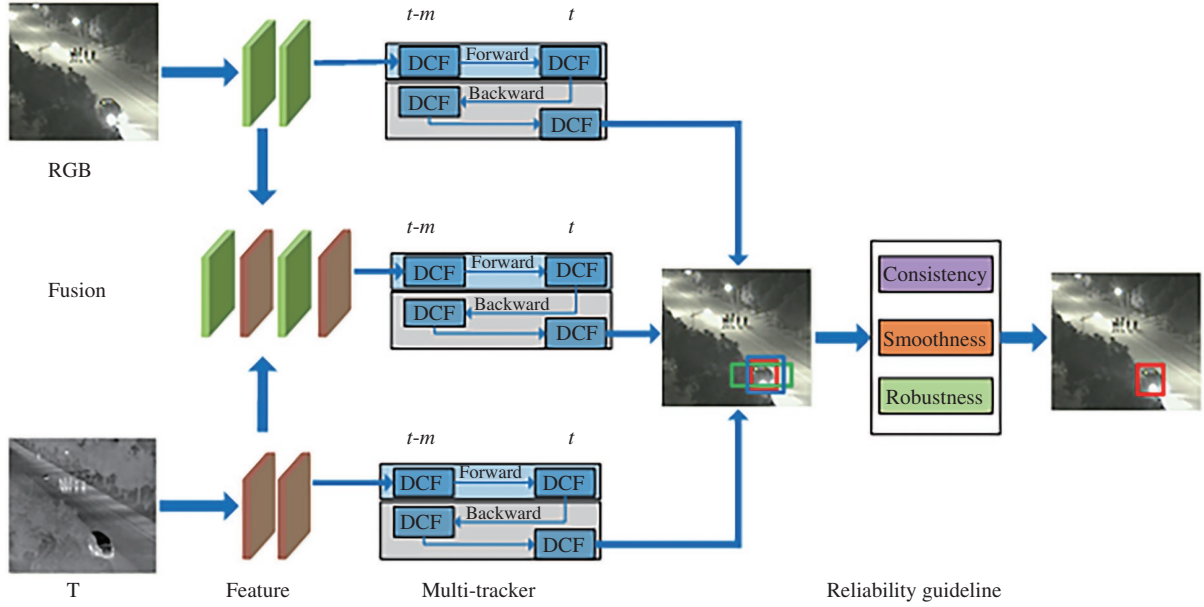 t-m t
DCF Forward DCF
DCF Backward
DCF
RGB
t-m t
DCF Forward DCF
DCF Backward
DCF
Fusion
Consistency
Smoothness
Robustness
t-m t
DCF Forward DCF
DCF Backward
DCF
T Feature Multi-tracker Reliability guideline